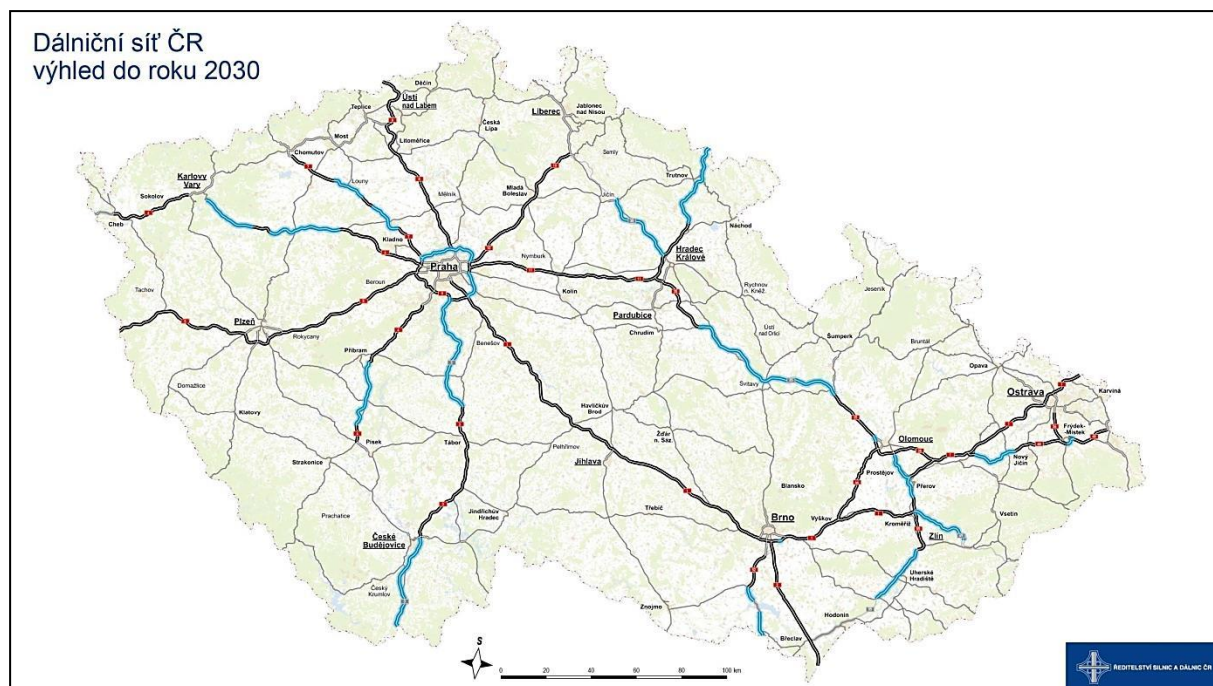 Dálniční síť ČR
výhled do roku 2030
Děčín
Ústí
nad Labem
Teplice
Liberec
Jablonec
nad Nisou
Most
Litoměřice
Česká
Lípa
Chomutov
Semily
Karlovy
Vary
Louny
Trutnov
Sokolov
Mělník
Mladá
Boleslav
Jičín
Cheb
Kladno
Náchod
Praha
Nymburk
Hradec
Králové
Tachov
Beroun
Kolín
Rychnov
n. Kněž.
Jeseník
Plzeň
Pardubice
Rokycany
Chrudim
Ústí
nad Orlicí
Šumperk
Bruntál
Benešov
Příbram
Opava
Domažlice
Svitavy
Ostrava
Karviná
Klatovy
Havlíčkův
Brod
Frýdek-
-Místek
Písek
Tábor
Pelhřimov
Žďár
n. Sáz.
Olomouc
Nový
Jičín
Strakonice
Jihlava
Prostějov
Přerov
Blansko
Prachatice
Jindřichův
Hradec
Třebíč
Brno
Vyškov
Kroměříž
Vsetín
Zlín
České
Budějovice
Uherské
Hradiště
Český
Krumlov
Znojmo
Hodonín
Břeclav
S
0 20 40 60 80 100 km
ŘEDITELSTVÍ SILNIC A DÁLNIC ČR